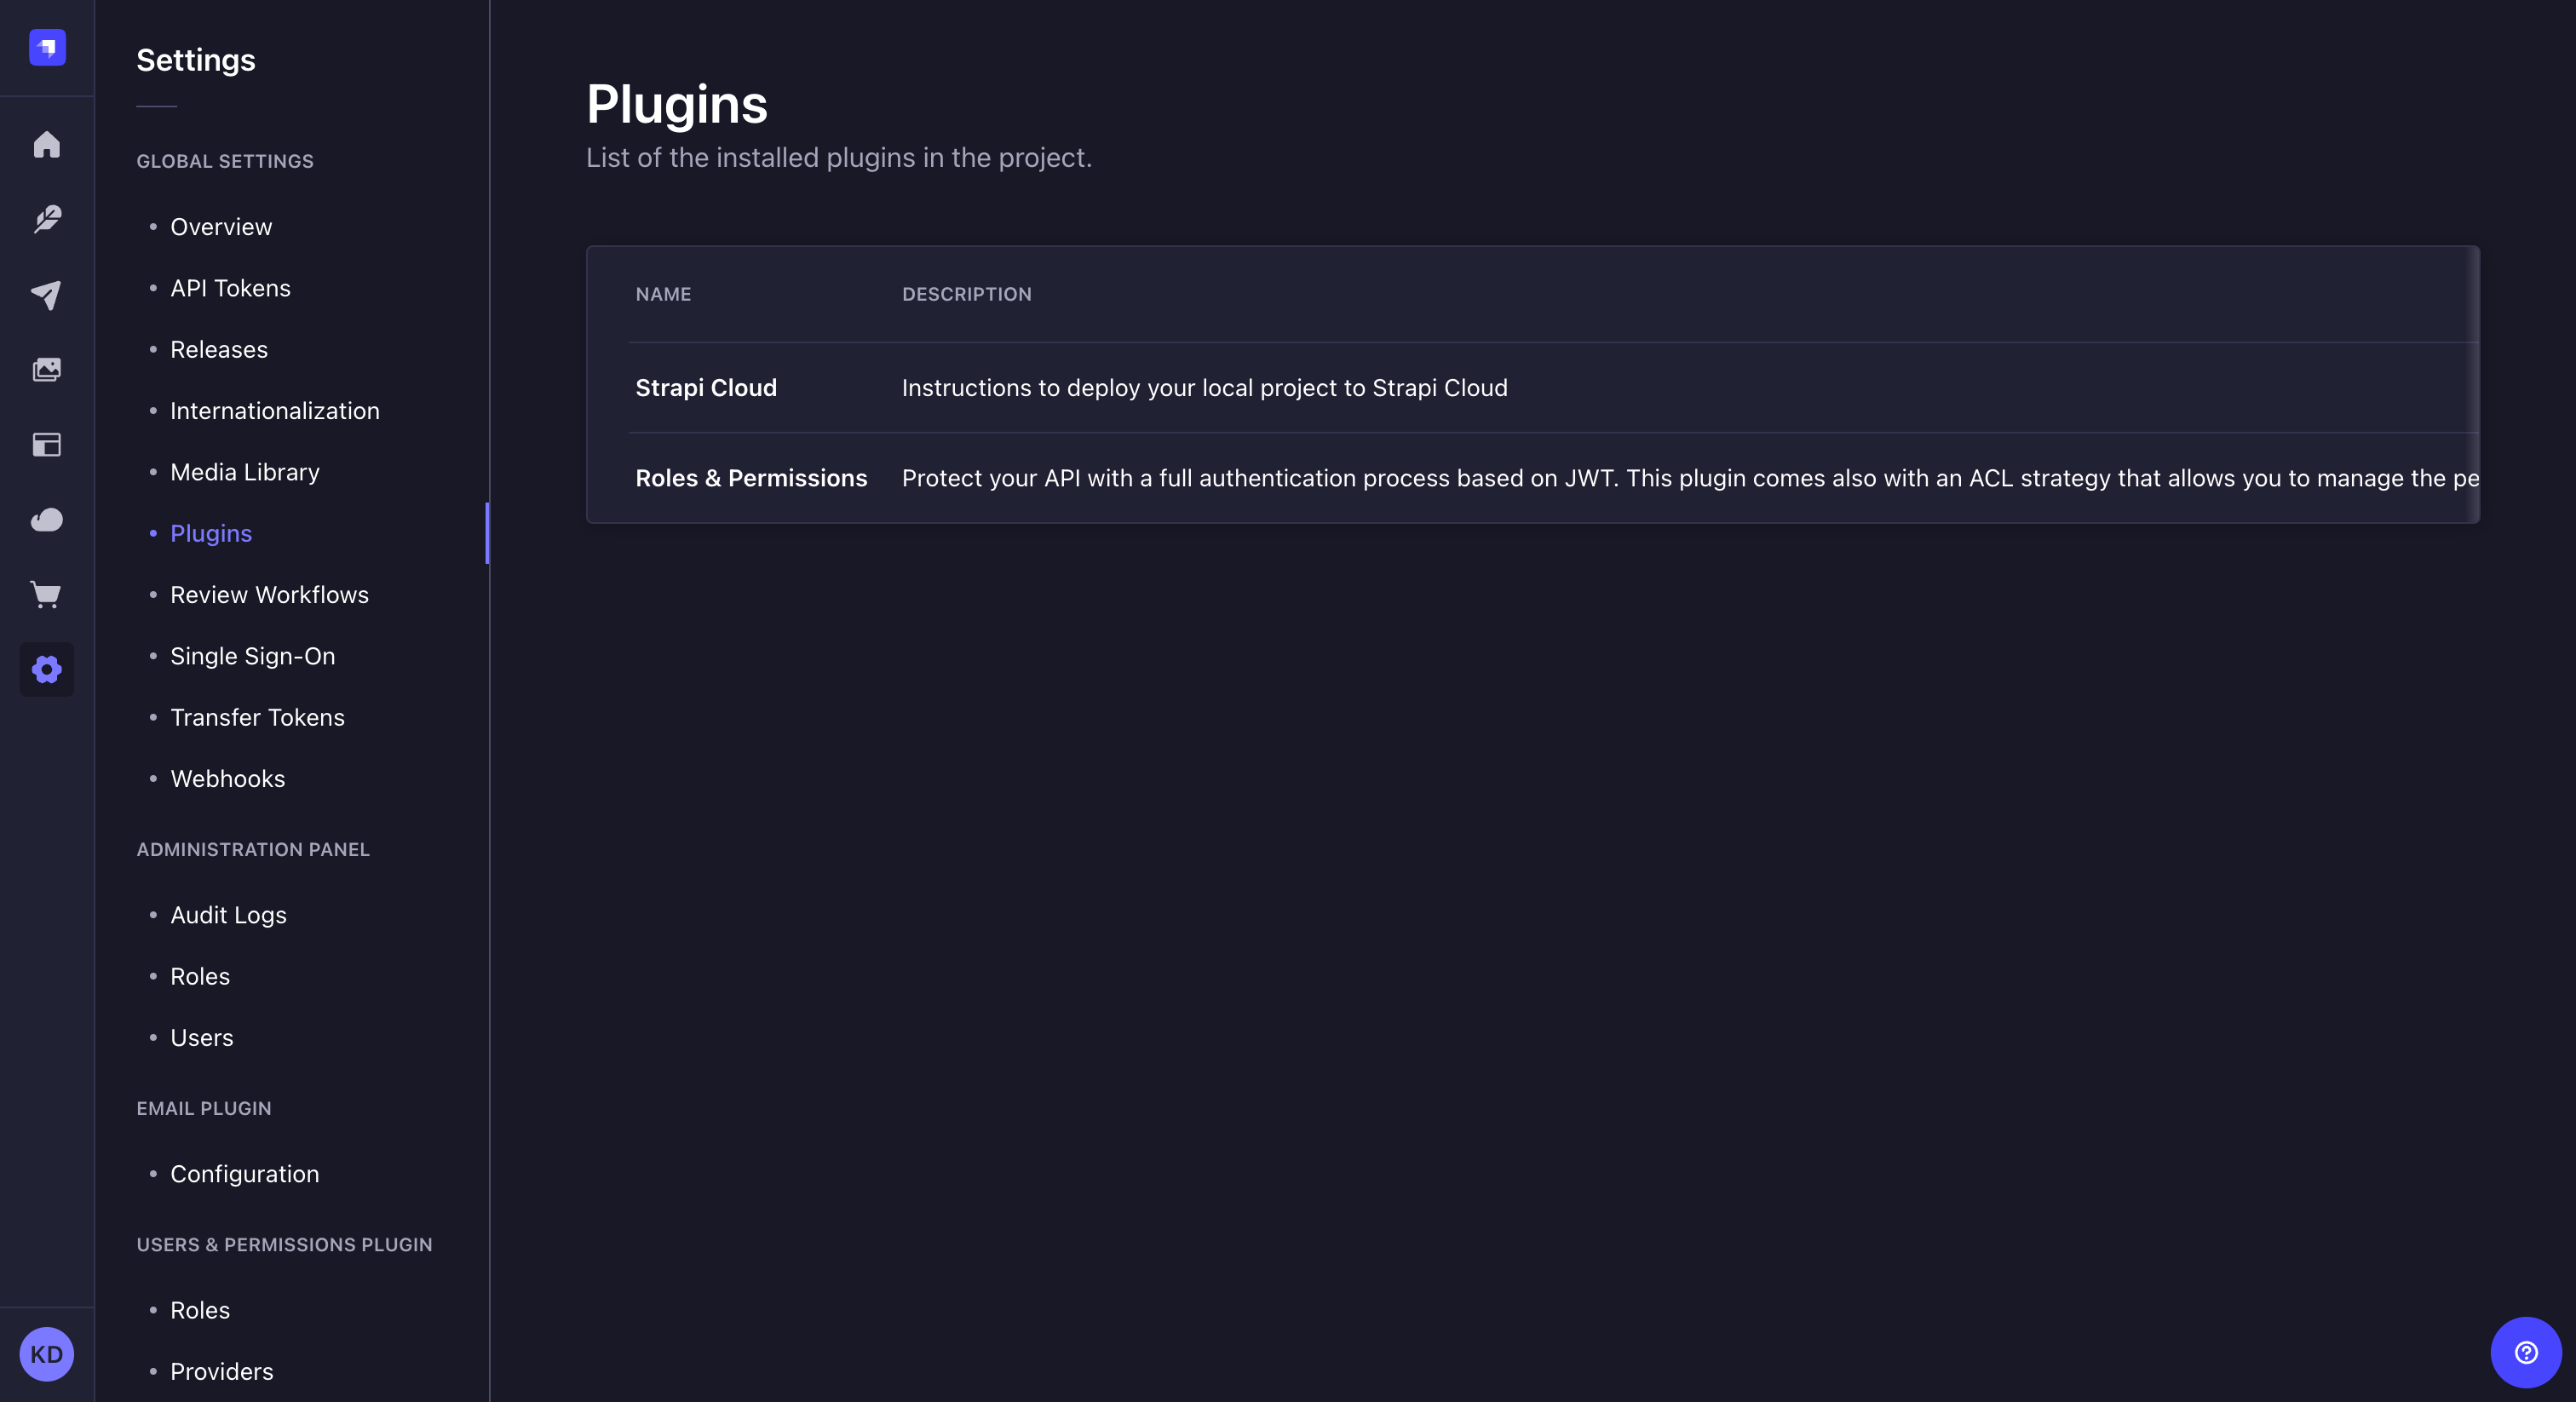 Settings
GLOBAL SETTINGS
Overview
API Tokens
Releases
Internationalization
Media Library
Plugins
Review Workflows
Single Sign-On
Transfer Tokens
Webhooks
ADMINISTRATION PANEL
Audit Logs
Roles
Users
EMAIL PLUGIN
Configuration
USERS & PERMISSIONS PLUGIN
Roles
Providers
KD
Plugins
List of the installed plugins in the project.
NAME DESCRIPTION
Strapi Cloud Instructions to deploy your local project to Strapi Cloud
Roles & Permissions Protect your API with a full authentication process based on JWT. This plugin comes also with an ACL strategy that allows you to manage the pe